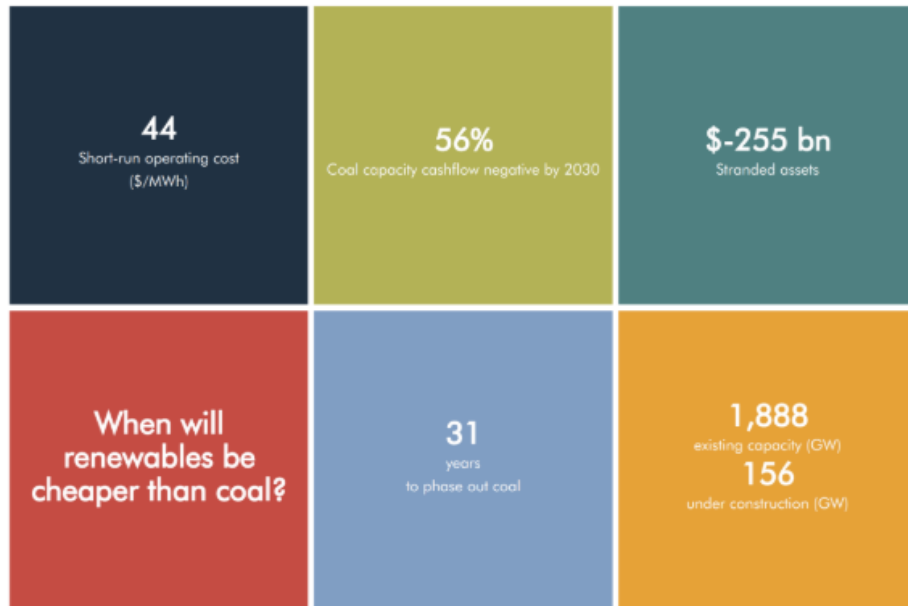 44
Short-run operating cost
($/MWh)
56%
Coal capacity cashflow negative by 2030
$-255 bn
Stranded assets
When will
renewables be
cheaper than coal?
31
years
to phase out coal
1,888
existing capacity (GW)
156
under construction (GW)